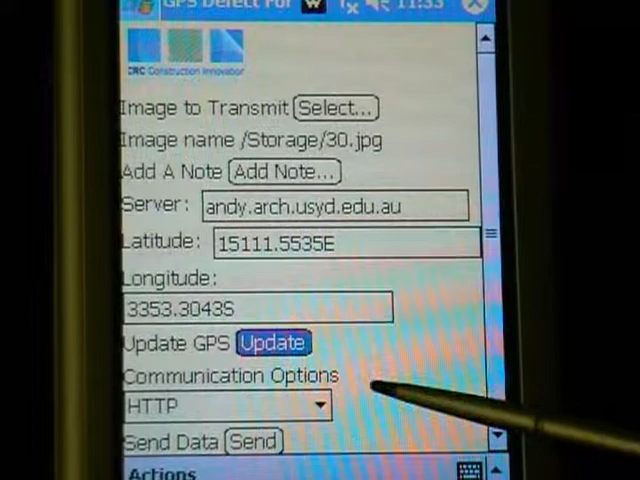 GPS Defect For 11:33
CRC Construction Innovation
Image to Transmit Select...
Image name /Storage/30.jpg
Add A Note Add Note...
Server: andy.arch.usyd.edu.au
Latitude: 15111.5535E
Longitude:
3353.3043S
Update GPS Update
Communication Options
HTTP
Send Data Send
Actions